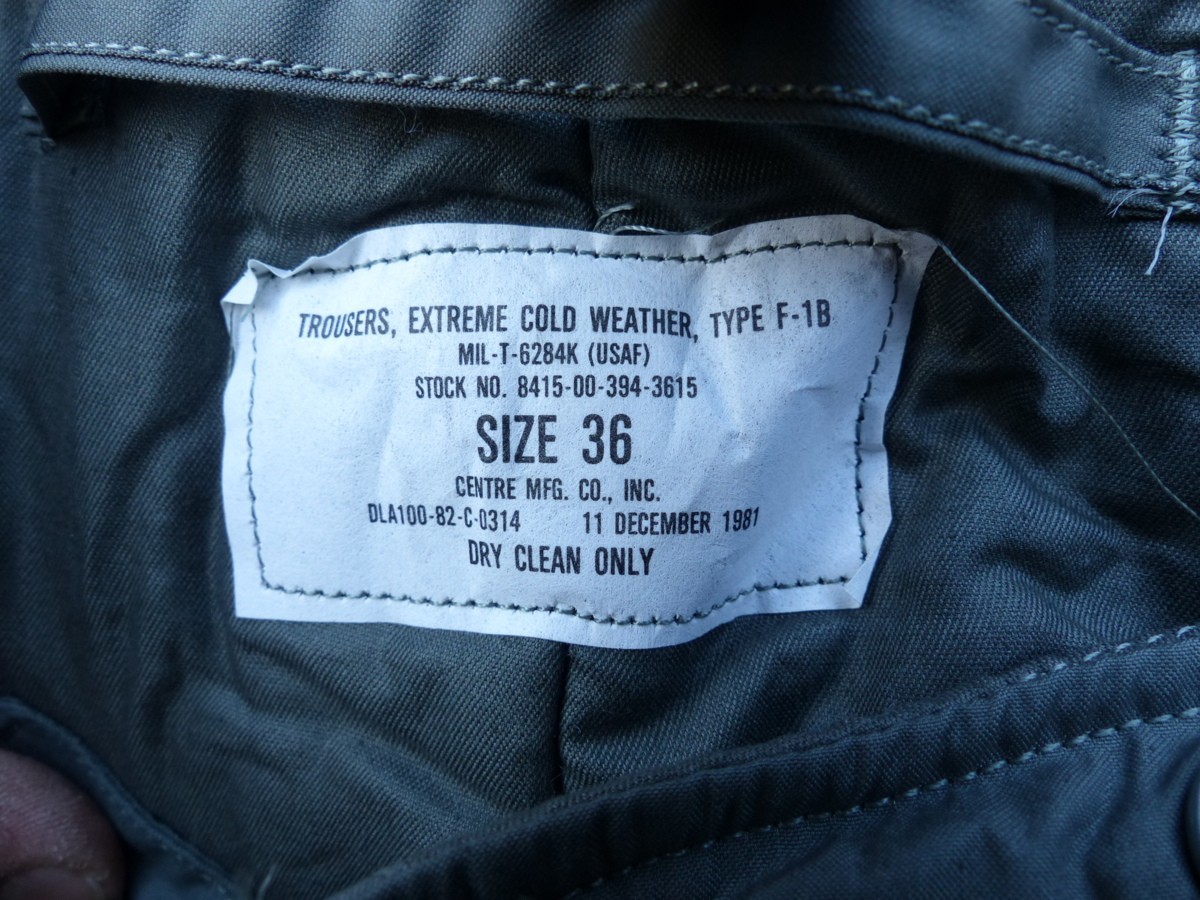 TROUSERS, EXTREME COLD WEATHER, TYPE F-1B
MIL-T-6284K (USAF)
STOCK NO. 8415-00-394-3615
SIZE 36
CENTRE MFG. CO., INC.
DLA100-82-C-0314 11 DECEMBER 1981
DRY CLEAN ONLY